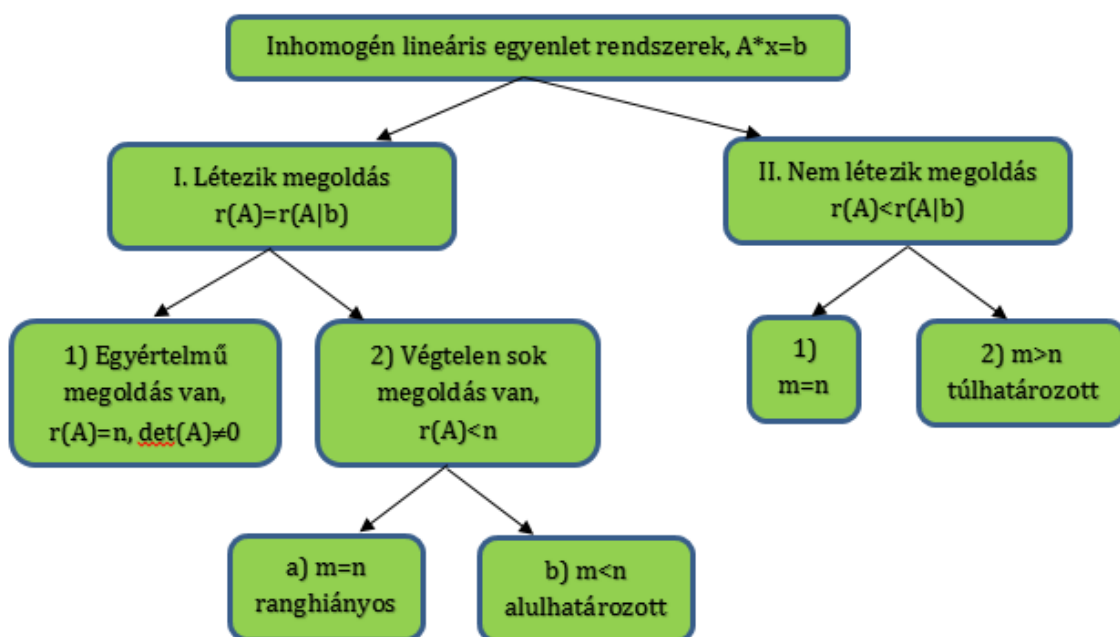 Inhomogén lineáris egyenlet rendszerek, A*x=b
I. Létezik megoldás
r(A)=r(A|b)
II. Nem létezik megoldás
r(A)<r(A|b)
1) Egyértelmű
megoldás van,
r(A)=n, det(A)≠0
2) Végtelen sok
megoldás van,
r(A)<n
1)
m=n
2) m>n
túlhatározott
a) m=n
ranghiányos
b) m<n
alulhatározott